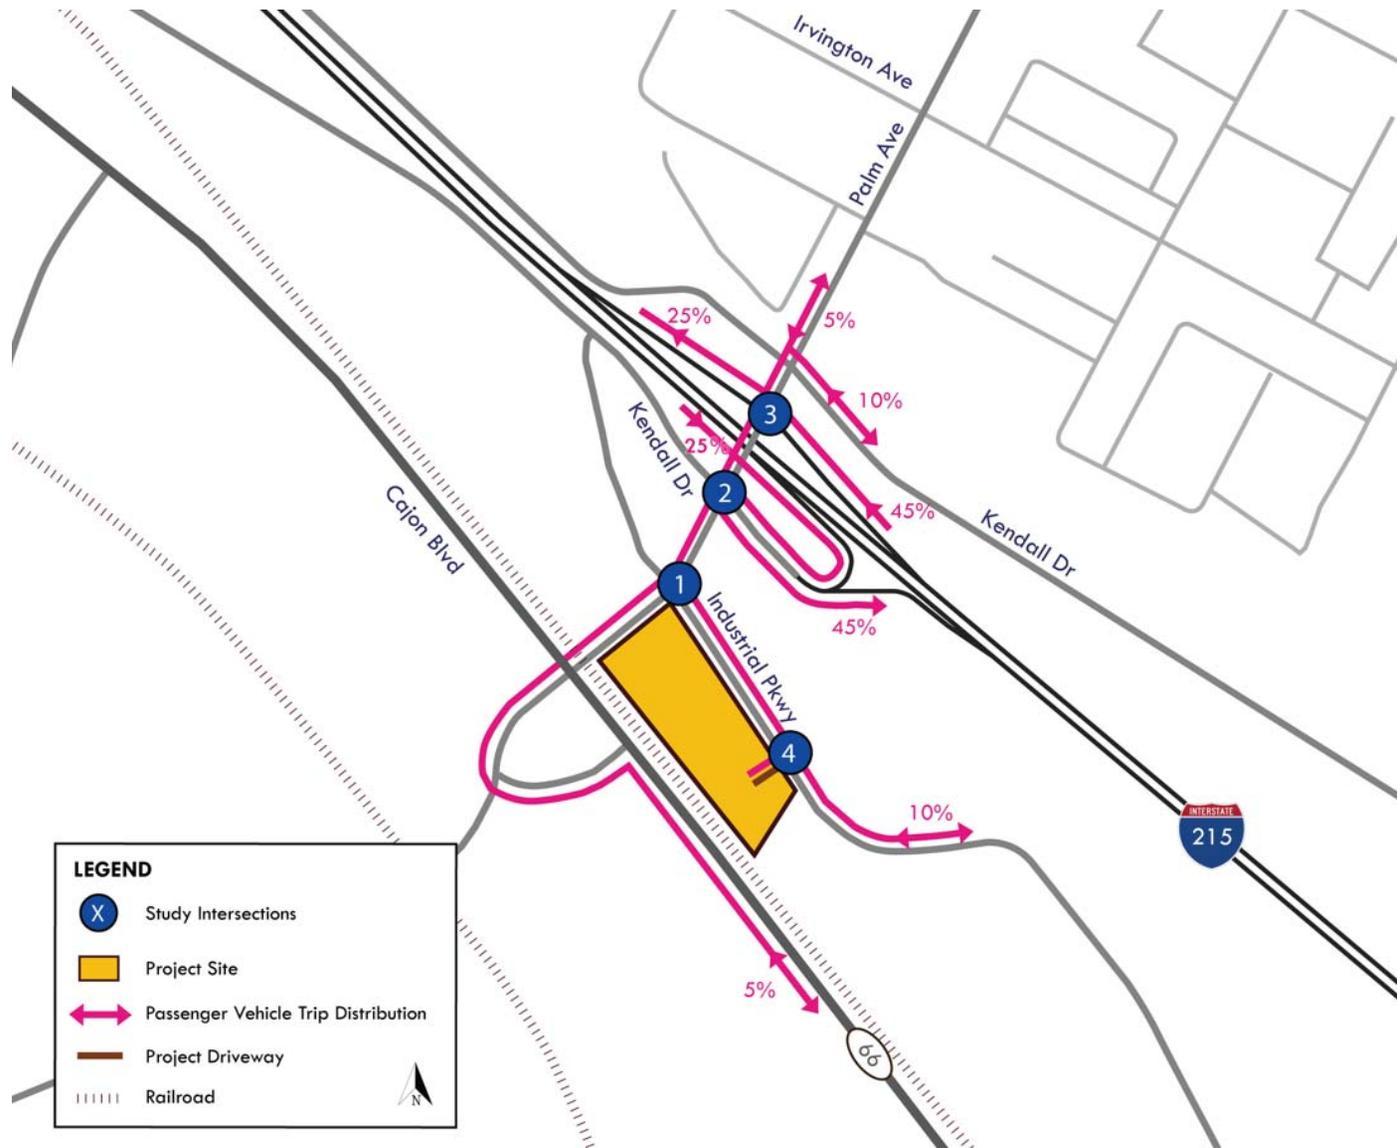 Irvington Ave
Palm Ave
25%
5%
10%
3
25%
Kendall Dr
2
45%
Kendall Dr
Cajon Blvd
1
45%
Industrial Pkwy
4
10%
INTERSTATE
215
5%
66
LEGEND
X Study Intersections
Project Site
Passenger Vehicle Trip Distribution
Project Driveway
Railroad
N